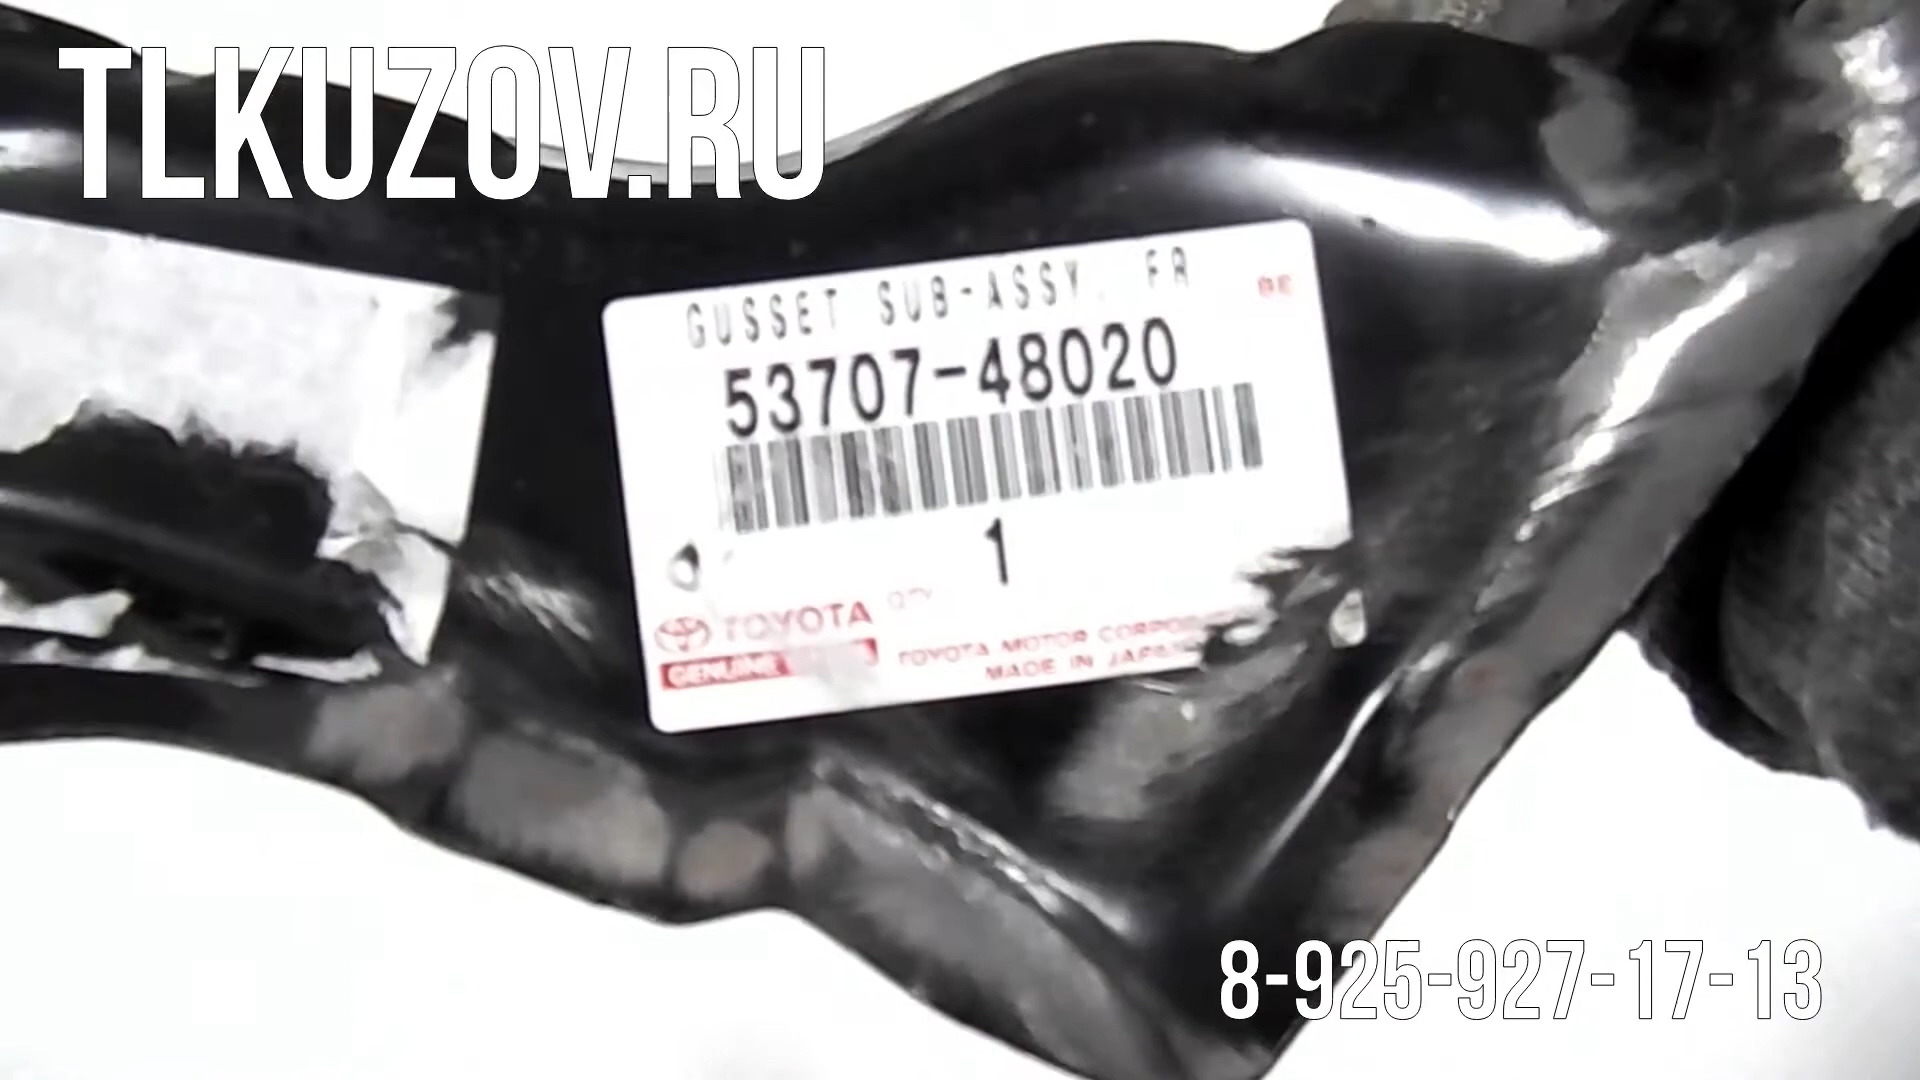 TLKUZOV.RU
GUSSET SUB-ASSY, FR
53707-48020
1
TOYOTA QTY
GENUINE
TOYOTA MOTOR
MADE IN JAPAN
8-925-927-17-13